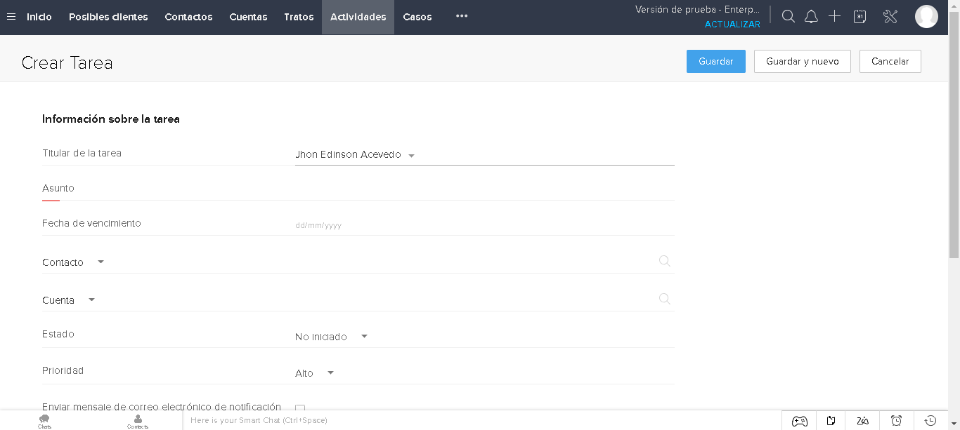 Inicio Posibles clientes Contactos Cuentas Tratos Actividades Casos ••• Versión de prueba - Enterp...
ACTUALIZAR
Crear Tarea Guardar Guardar y nuevo Cancelar
Información sobre la tarea
Titular de la tarea Jhon Edinson Acevedo
Asunto
Fecha de vencimiento dd/mm/yyyy
Contacto
Cuenta
Estado No iniciado
Prioridad Alto
Enviar mensaje de correo electrónico de notificación
Chats Contacts Here is your Smart Chat (Ctrl+Space)